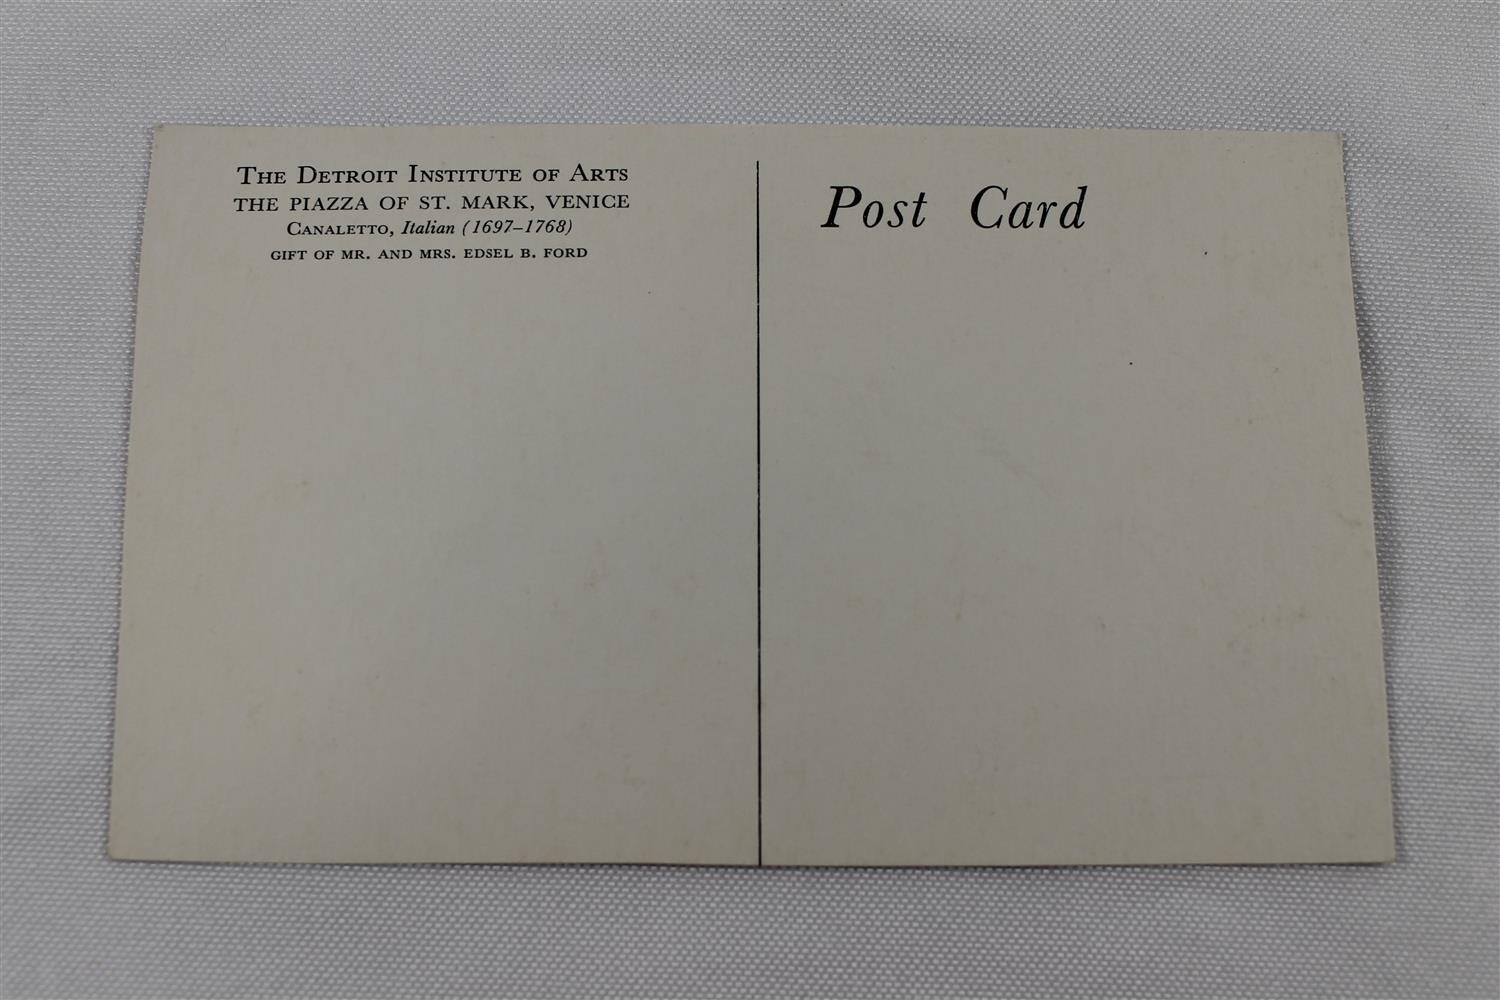 The Detroit Institute of Arts
THE PIAZZA OF ST. MARK, VENICE
Canaletto, Italian (1697–1768)
GIFT OF MR. AND MRS. EDSEL B. FORD
Post Card